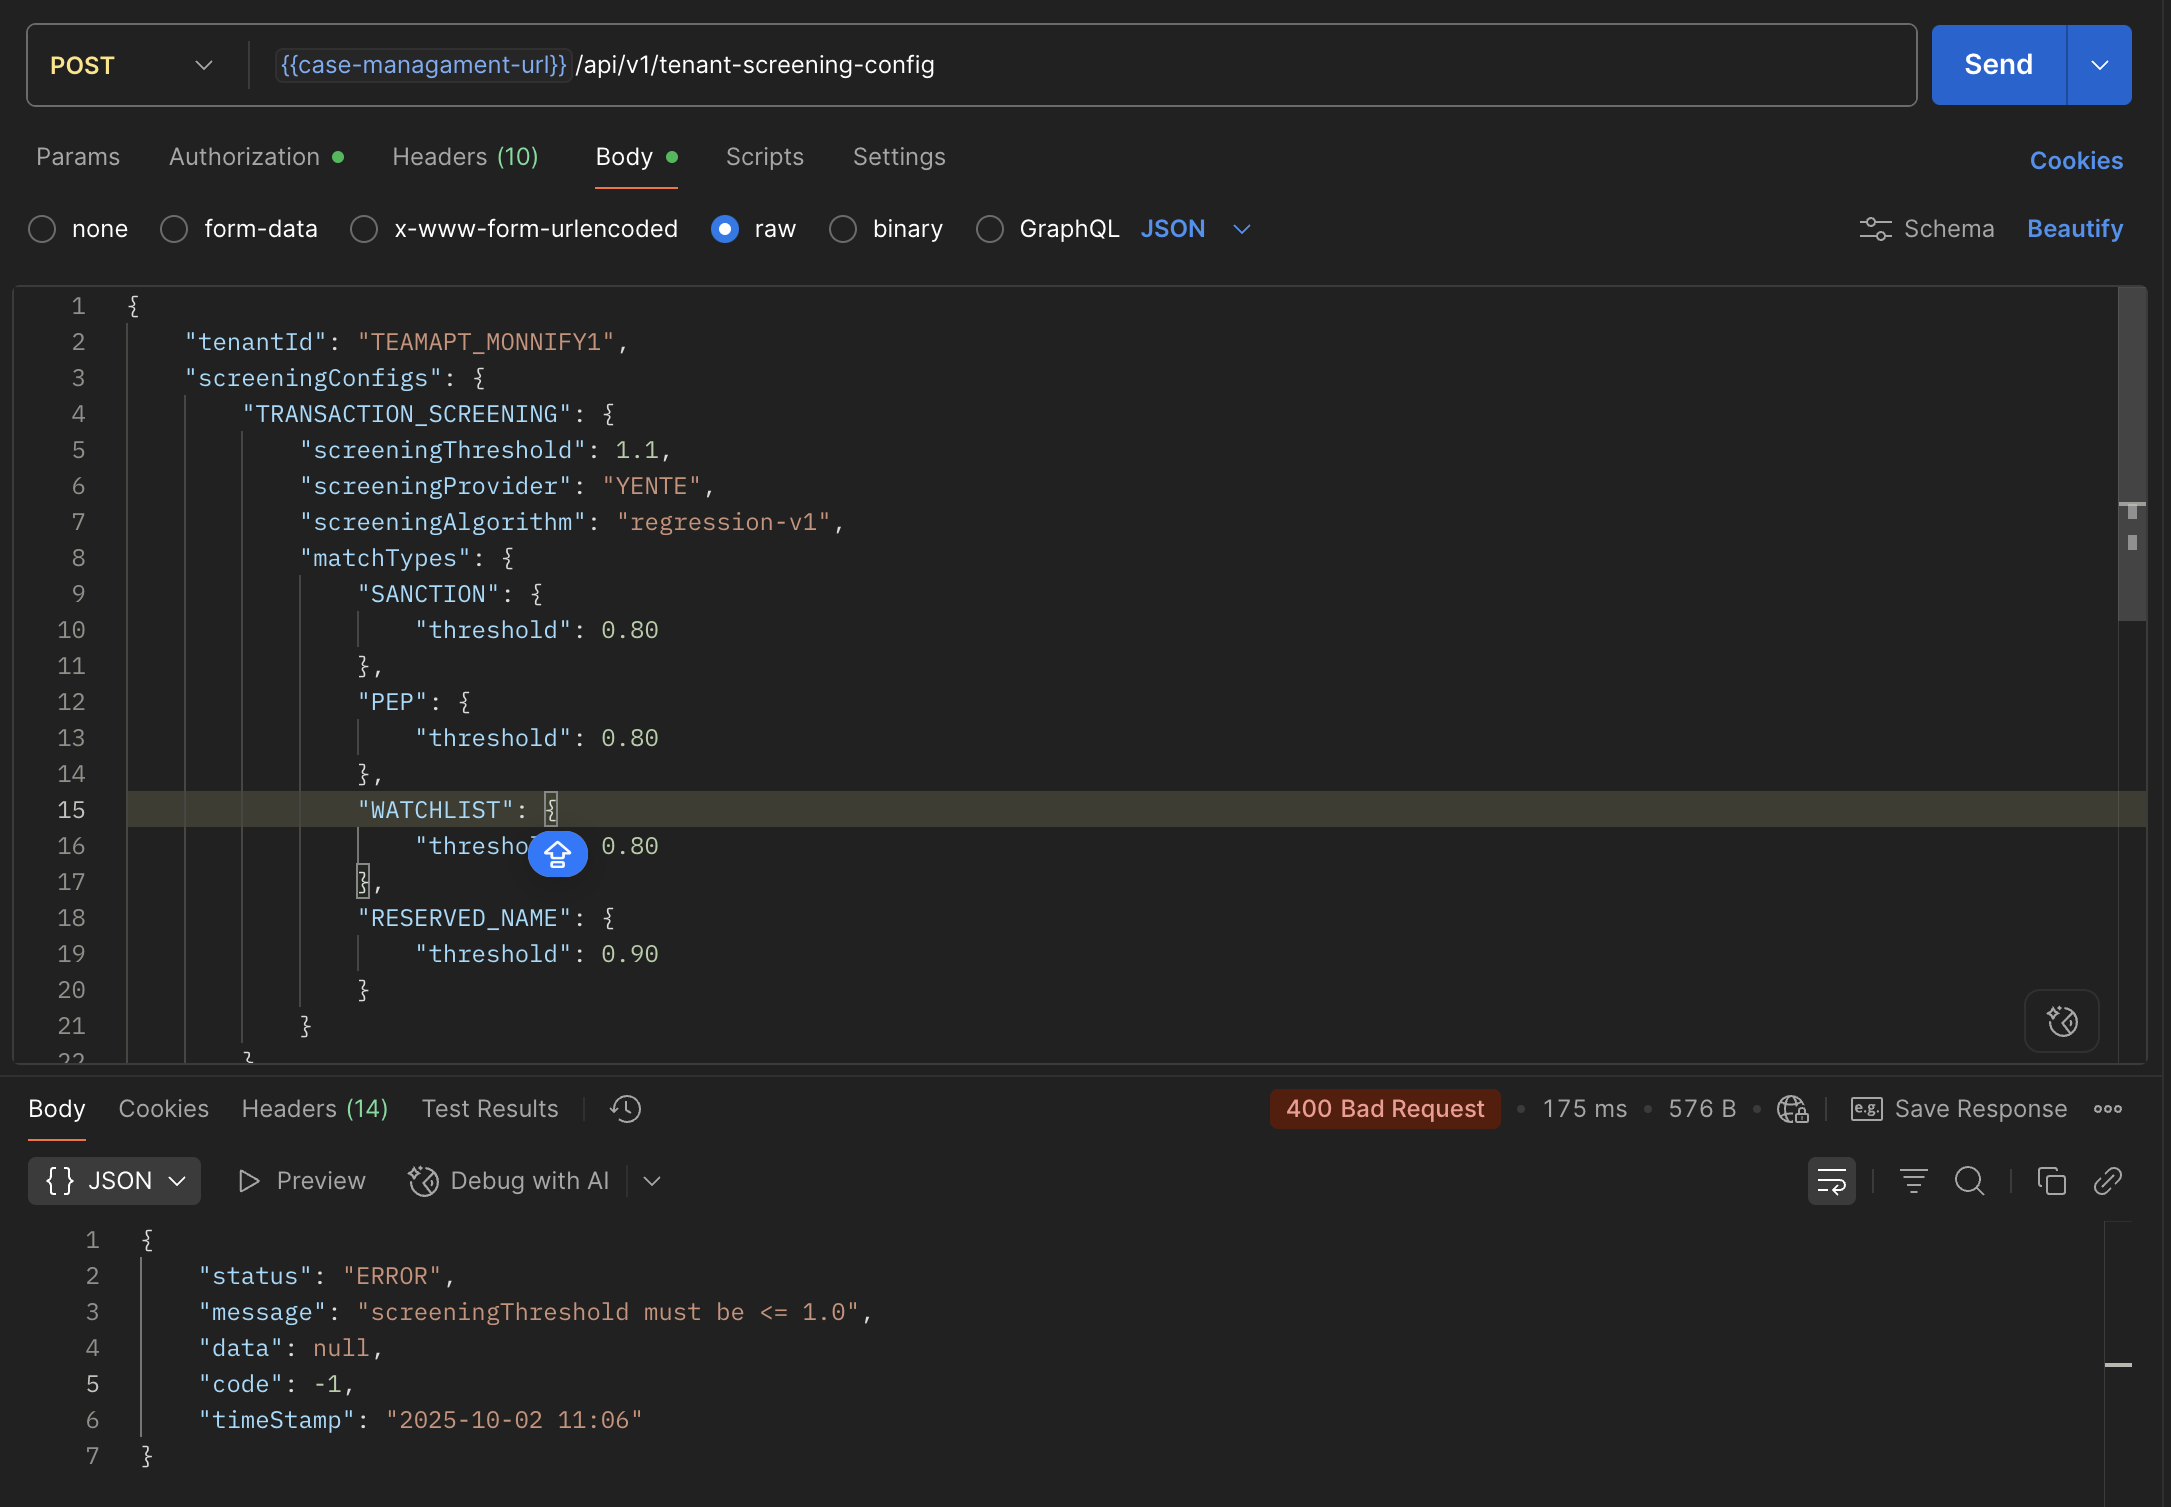 POST {{case-managament-url}}/api/v1/tenant-screening-config Send
Params Authorization Headers (10) Body Scripts Settings Cookies
none form-data x-www-form-urlencoded raw binary GraphQL JSON Schema Beautify
1 {
2 "tenantId": "TEAMAPT_MONNIFY1",
3 "screeningConfigs": {
4 "TRANSACTION_SCREENING": {
5 "screeningThreshold": 1.1,
6 "screeningProvider": "YENTE",
7 "screeningAlgorithm": "regression-v1",
8 "matchTypes": {
9 "SANCTION": {
10 "threshold": 0.80
11 },
12 "PEP": {
13 "threshold": 0.80
14 },
15 "WATCHLIST": {
16 0.80
17 },
18 "RESERVED_NAME": {
19 "threshold": 0.90
20 }
21 }
22 }
Body Cookies Headers (14) Test Results 400 Bad Request • 175 ms • 576 B • e.g. Save Response
{} JSON Preview Debug with AI
1 {
2 "status": "ERROR",
3 "message": "screeningThreshold must be <= 1.0",
4 "data": null,
5 "code": -1,
6 "timeStamp": "2025-10-02 11:06"
7 }